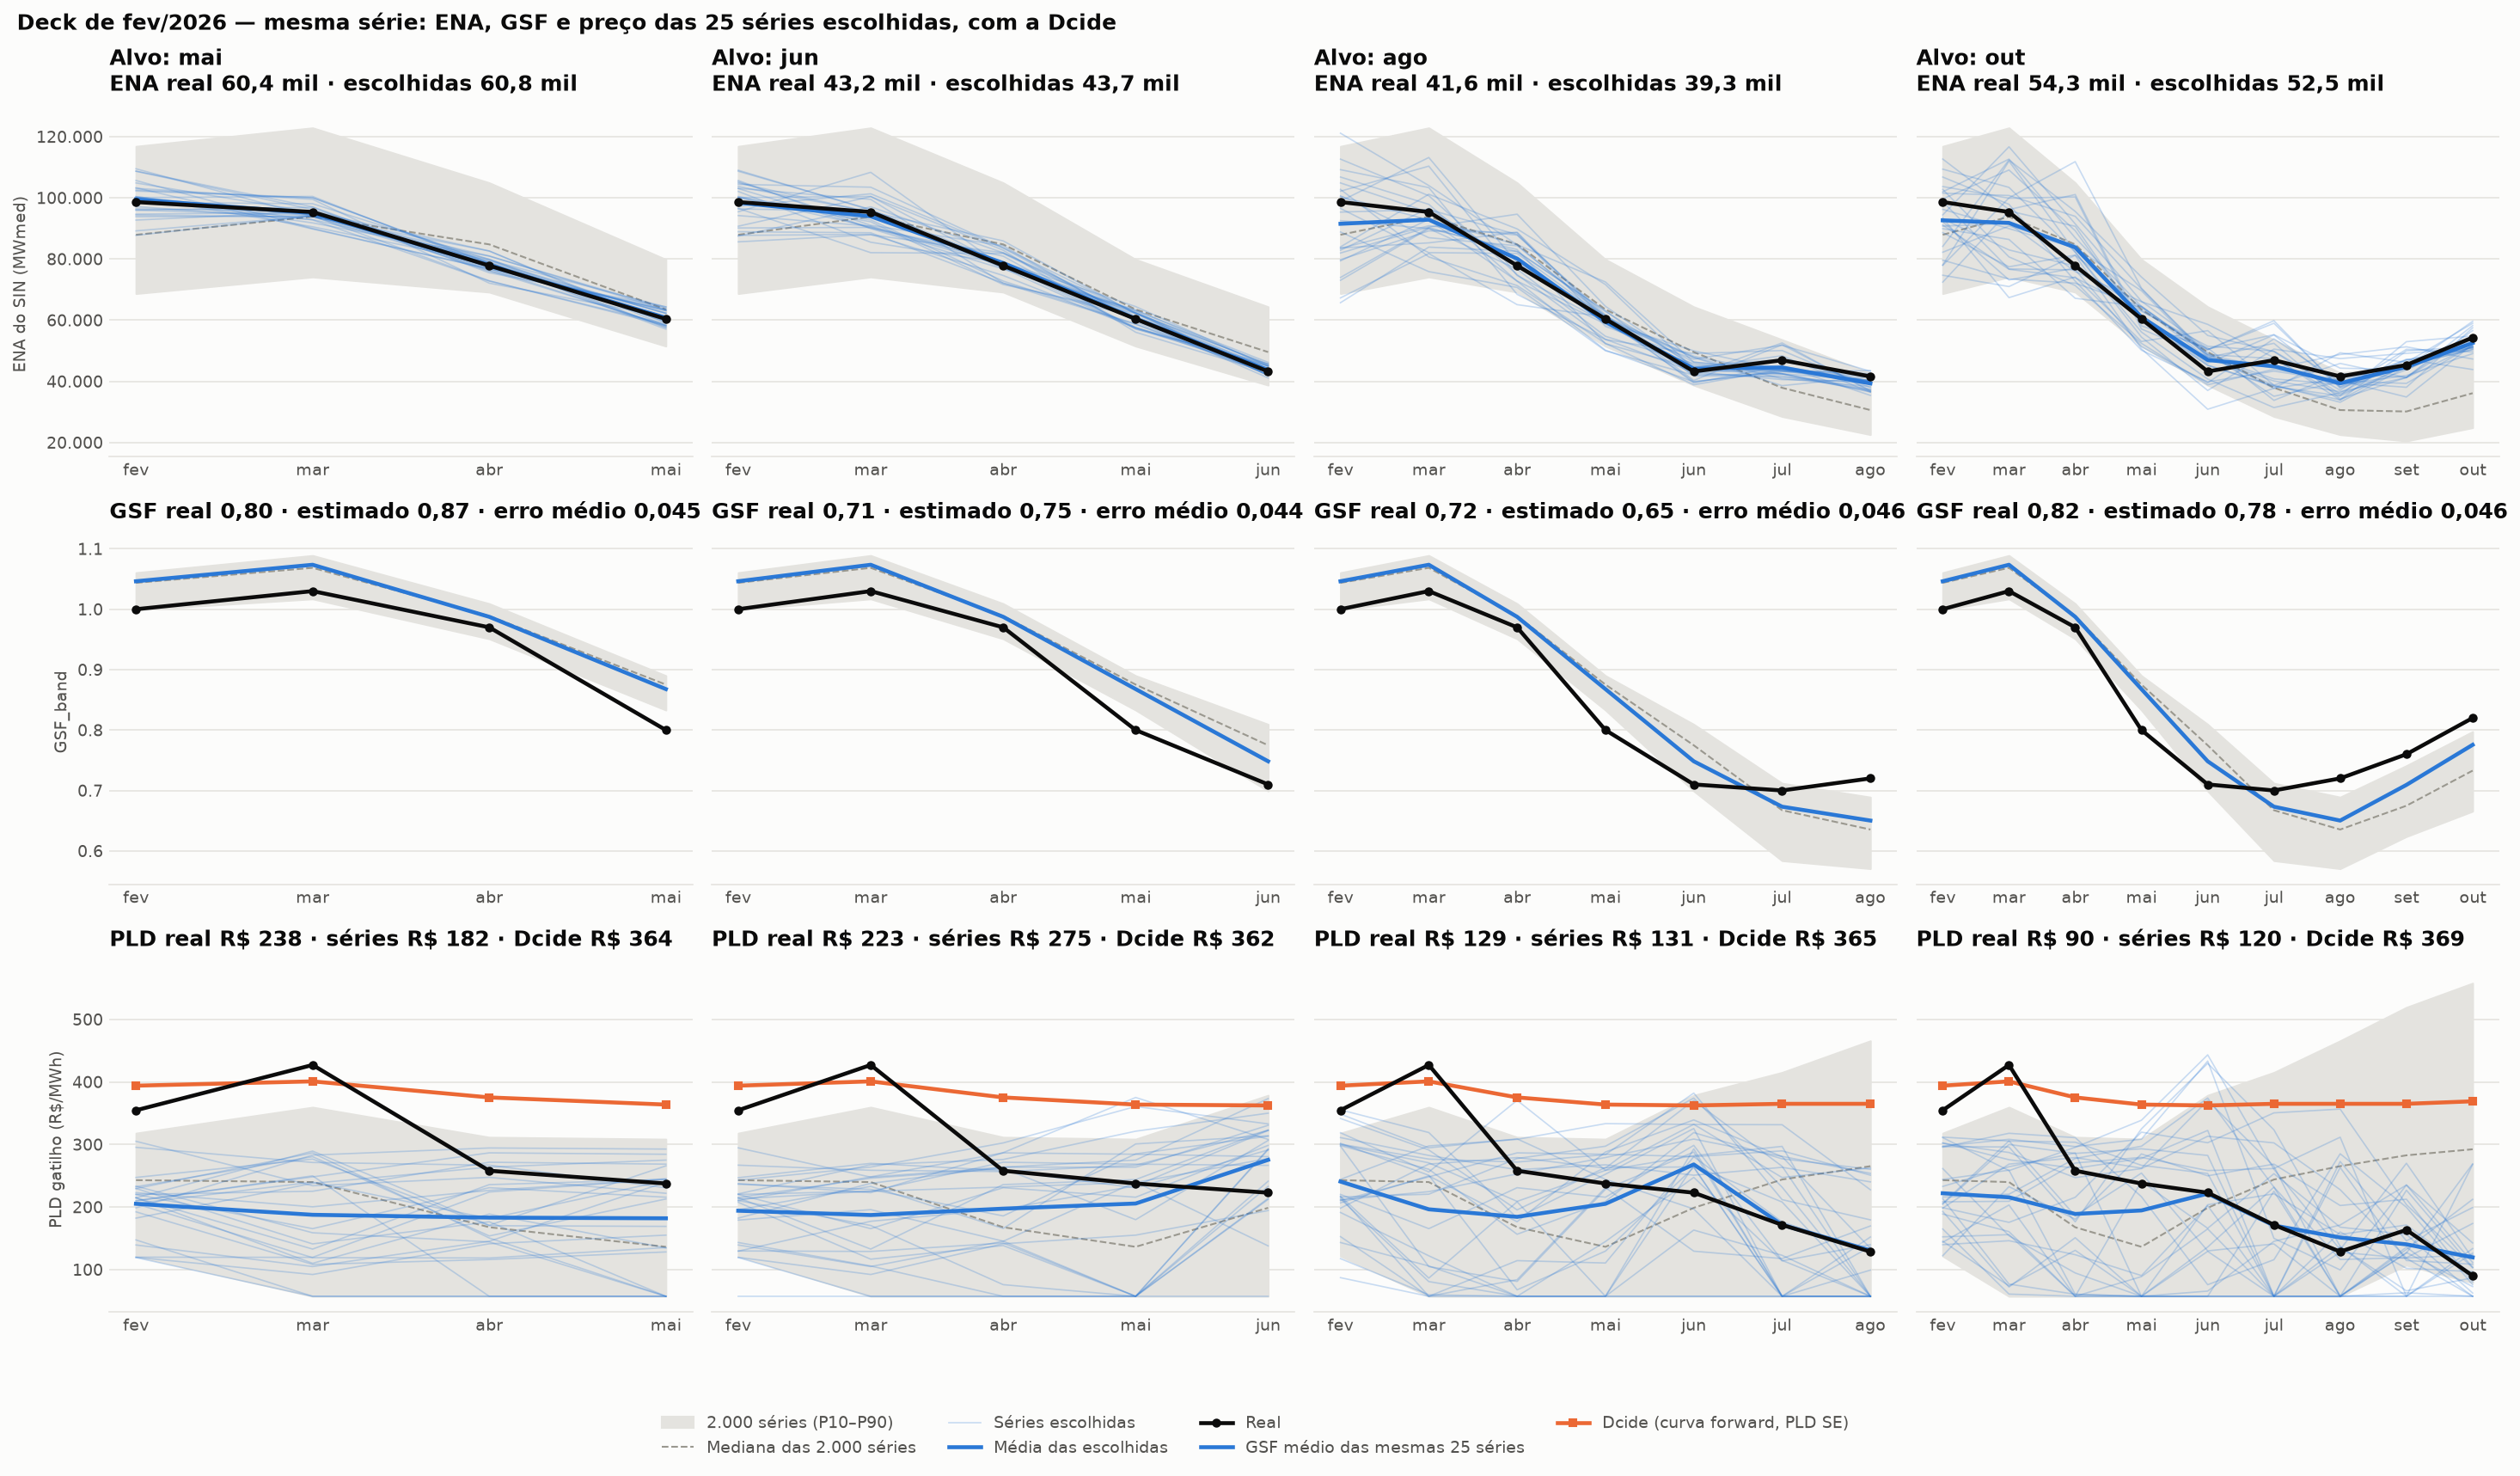 Deck de fev/2026 — mesma série: ENA, GSF e preço das 25 séries escolhidas, com a Dcide
Alvo: mai
ENA real 60,4 mil · escolhidas 60,8 mil
Alvo: jun
ENA real 43,2 mil · escolhidas 43,7 mil
Alvo: ago
ENA real 41,6 mil · escolhidas 39,3 mil
Alvo: out
ENA real 54,3 mil · escolhidas 52,5 mil
ENA do SIN (MWmed)
120.000
100.000
80.000
60.000
40.000
20.000
fev mar abr mai
fev mar abr mai jun
fev mar abr mai jun jul ago
fev mar abr mai jun jul ago set out
GSF real 0,80 · estimado 0,87 · erro médio 0,045
GSF real 0,71 · estimado 0,75 · erro médio 0,044
GSF real 0,72 · estimado 0,65 · erro médio 0,046
GSF real 0,82 · estimado 0,78 · erro médio 0,046
GSF_band
1.1
1.0
0.9
0.8
0.7
0.6
fev mar abr mai
fev mar abr mai jun
fev mar abr mai jun jul ago
fev mar abr mai jun jul ago set out
PLD real R$ 238 · séries R$ 182 · Dcide R$ 364
PLD real R$ 223 · séries R$ 275 · Dcide R$ 362
PLD real R$ 129 · séries R$ 131 · Dcide R$ 365
PLD real R$ 90 · séries R$ 120 · Dcide R$ 369
PLD gatilho (R$/MWh)
500
400
300
200
100
fev mar abr mai
fev mar abr mai jun
fev mar abr mai jun jul ago
fev mar abr mai jun jul ago set out
2.000 séries (P10–P90)
Mediana das 2.000 séries
Séries escolhidas
Média das escolhidas
Real
GSF médio das mesmas 25 séries
Dcide (curva forward, PLD SE)